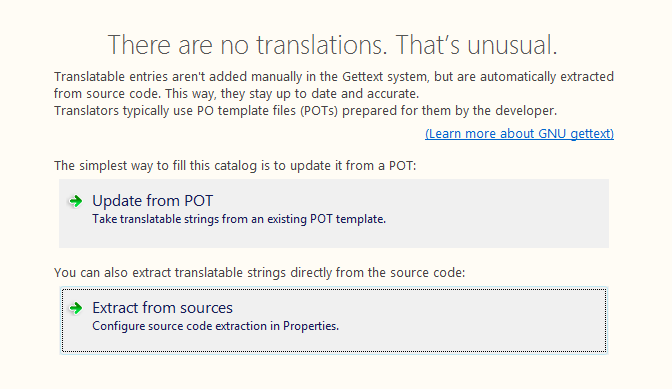 There are no translations. That’s unusual.
Translatable entries aren't added manually in the Gettext system, but are automatically extracted
from source code. This way, they stay up to date and accurate.
Translators typically use PO template files (POTs) prepared for them by the developer.
(Learn more about GNU gettext)
The simplest way to fill this catalog is to update it from a POT:
Update from POT
Take translatable strings from an existing POT template.
You can also extract translatable strings directly from the source code:
Extract from sources
Configure source code extraction in Properties.